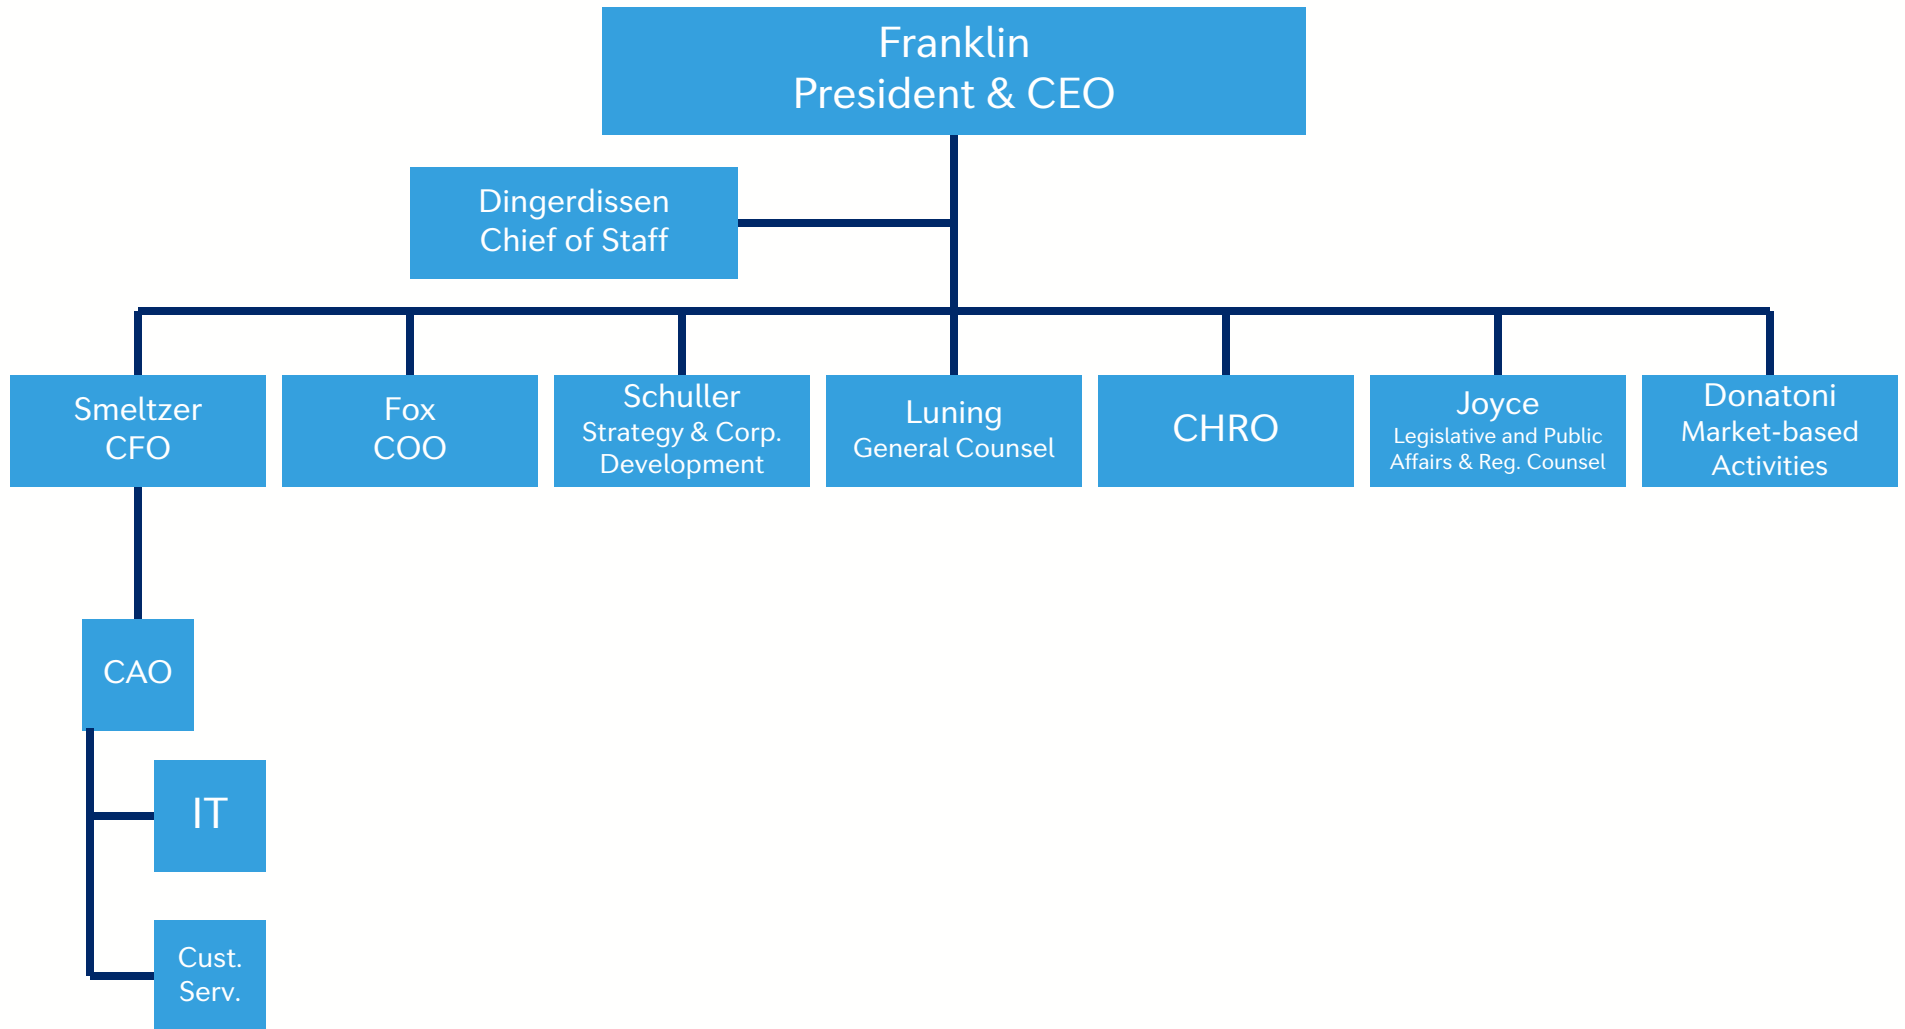 Franklin
President & CEO
Dingerdissen
Chief of Staff
Smeltzer
CFO
Fox
COO
Schuller
Strategy & Corp.
Development
Luning
General Counsel
CHRO
Joyce
Legislative and Public
Affairs & Reg. Counsel
Donatoni
Market-based
Activities
CAO
IT
Cust.
Serv.